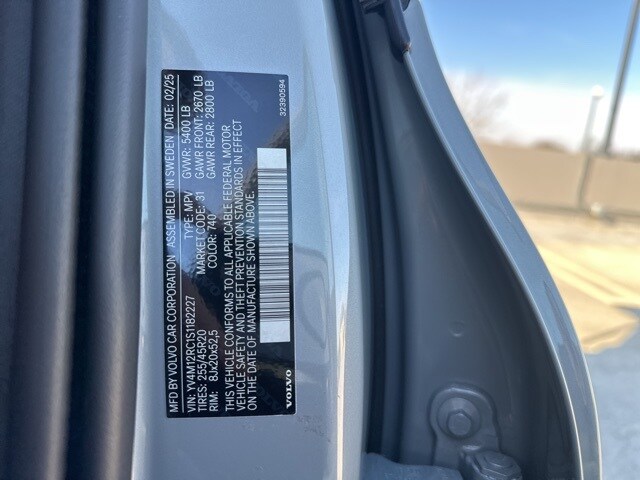 MFD BY VOLVO CAR CORPORATION ASSEMBLED IN SWEDEN DATE: 02/25
VIN: YV4M12RC1S1182227 TYPE: MPV GVWR: 5400 LB
TIRES: 255/45R20 MARKET CODE: 31 GAWR FRONT: 2670 LB
RIM: 8Jx20x52,5 COLOR: 740 GAWR REAR: 2800 LB
THIS VEHICLE CONFORMS TO ALL APPLICABLE FEDERAL MOTOR
VEHICLE SAFETY AND THEFT PREVENTION STANDARDS IN EFFECT
ON THE DATE OF MANUFACTURE SHOWN ABOVE.
VOLVO 32390594